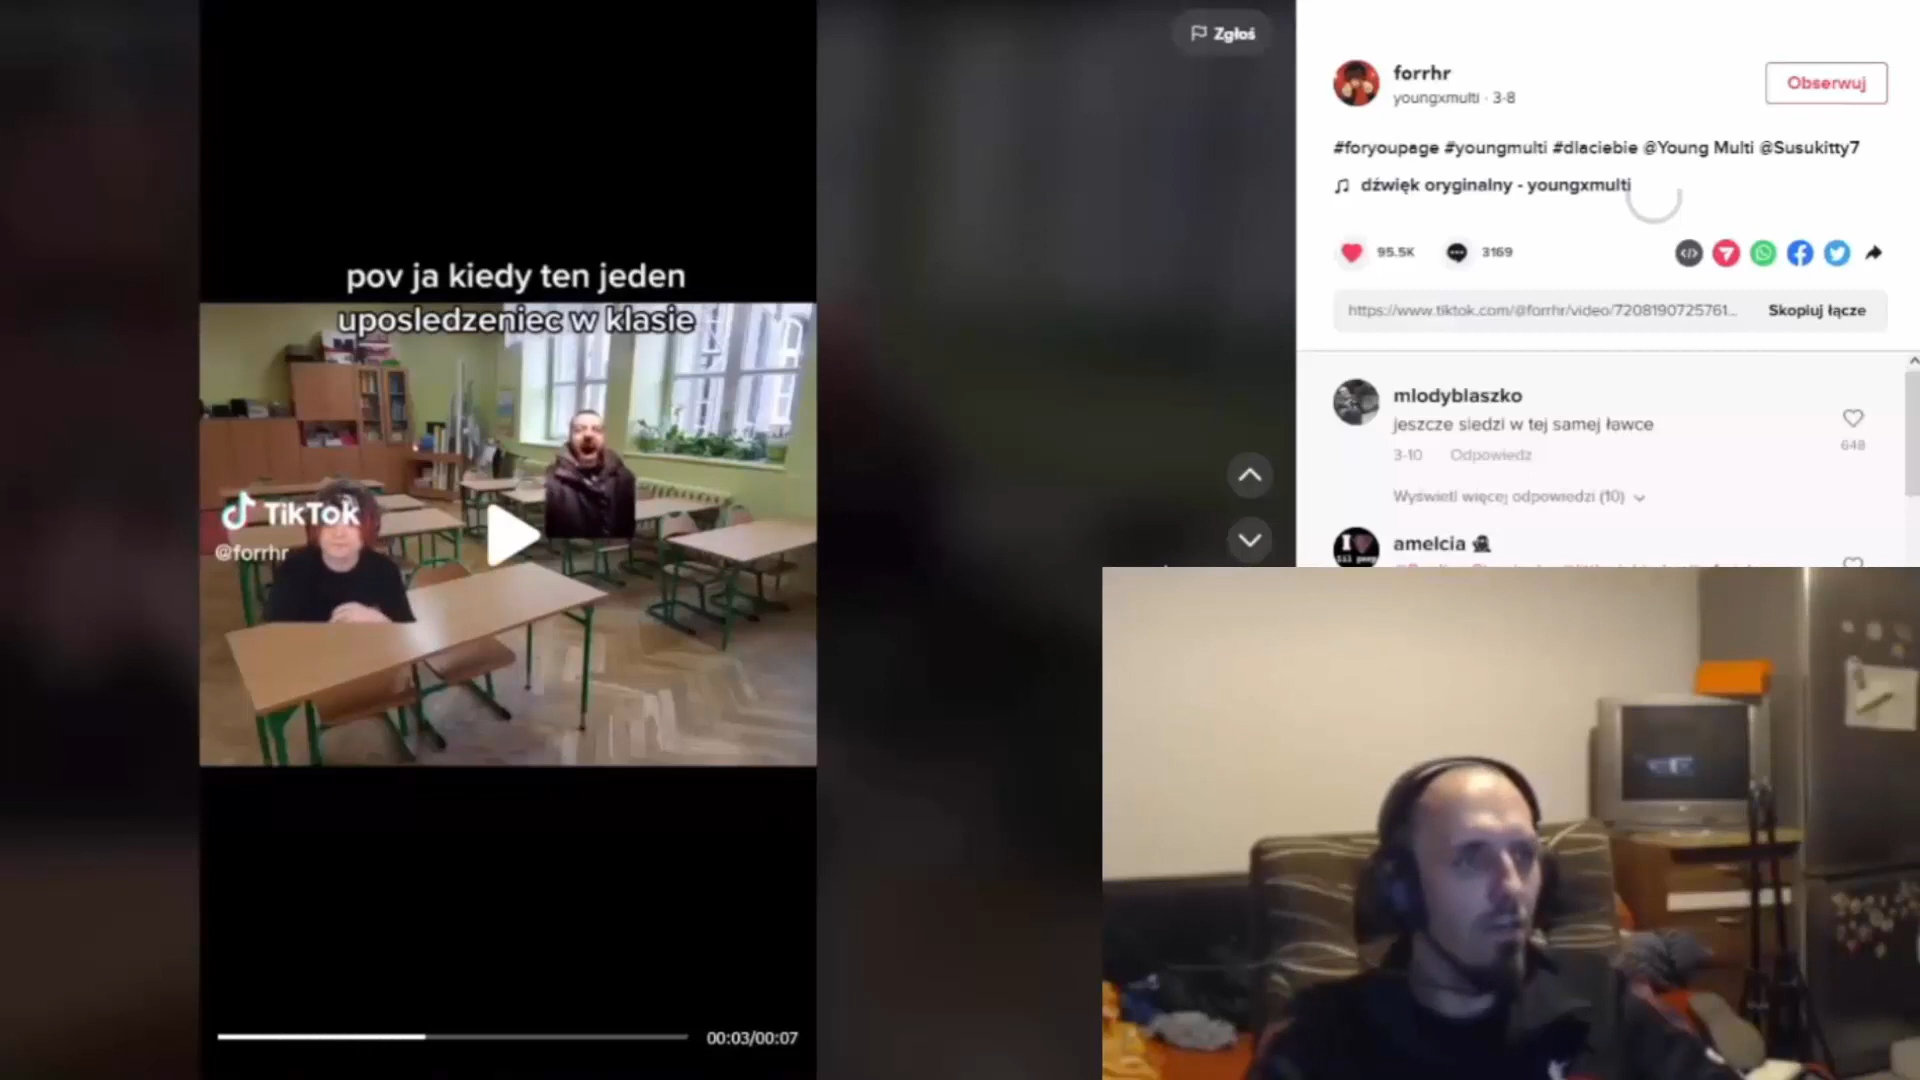 Zgłoś
pov ja kiedy ten jeden
uposledzeniec w klasie
TikTok
@forrhr
00:03/00:07
forrhr
youngxmulti · 3-8
Obserwuj
#foryoupage #youngmulti #dlaciebie @Young Multi @Susukitty7
dźwięk oryginalny - youngxmulti
95.5K
3169
https://www.tiktok.com/@forrhr/video/7208190725761...
Skopiuj łącze
mlodyblaszko
jeszcze siedzi w tej samej ławce
648
3-10 Odpowiedz
Wyświetl więcej odpowiedzi (10)
amelcia